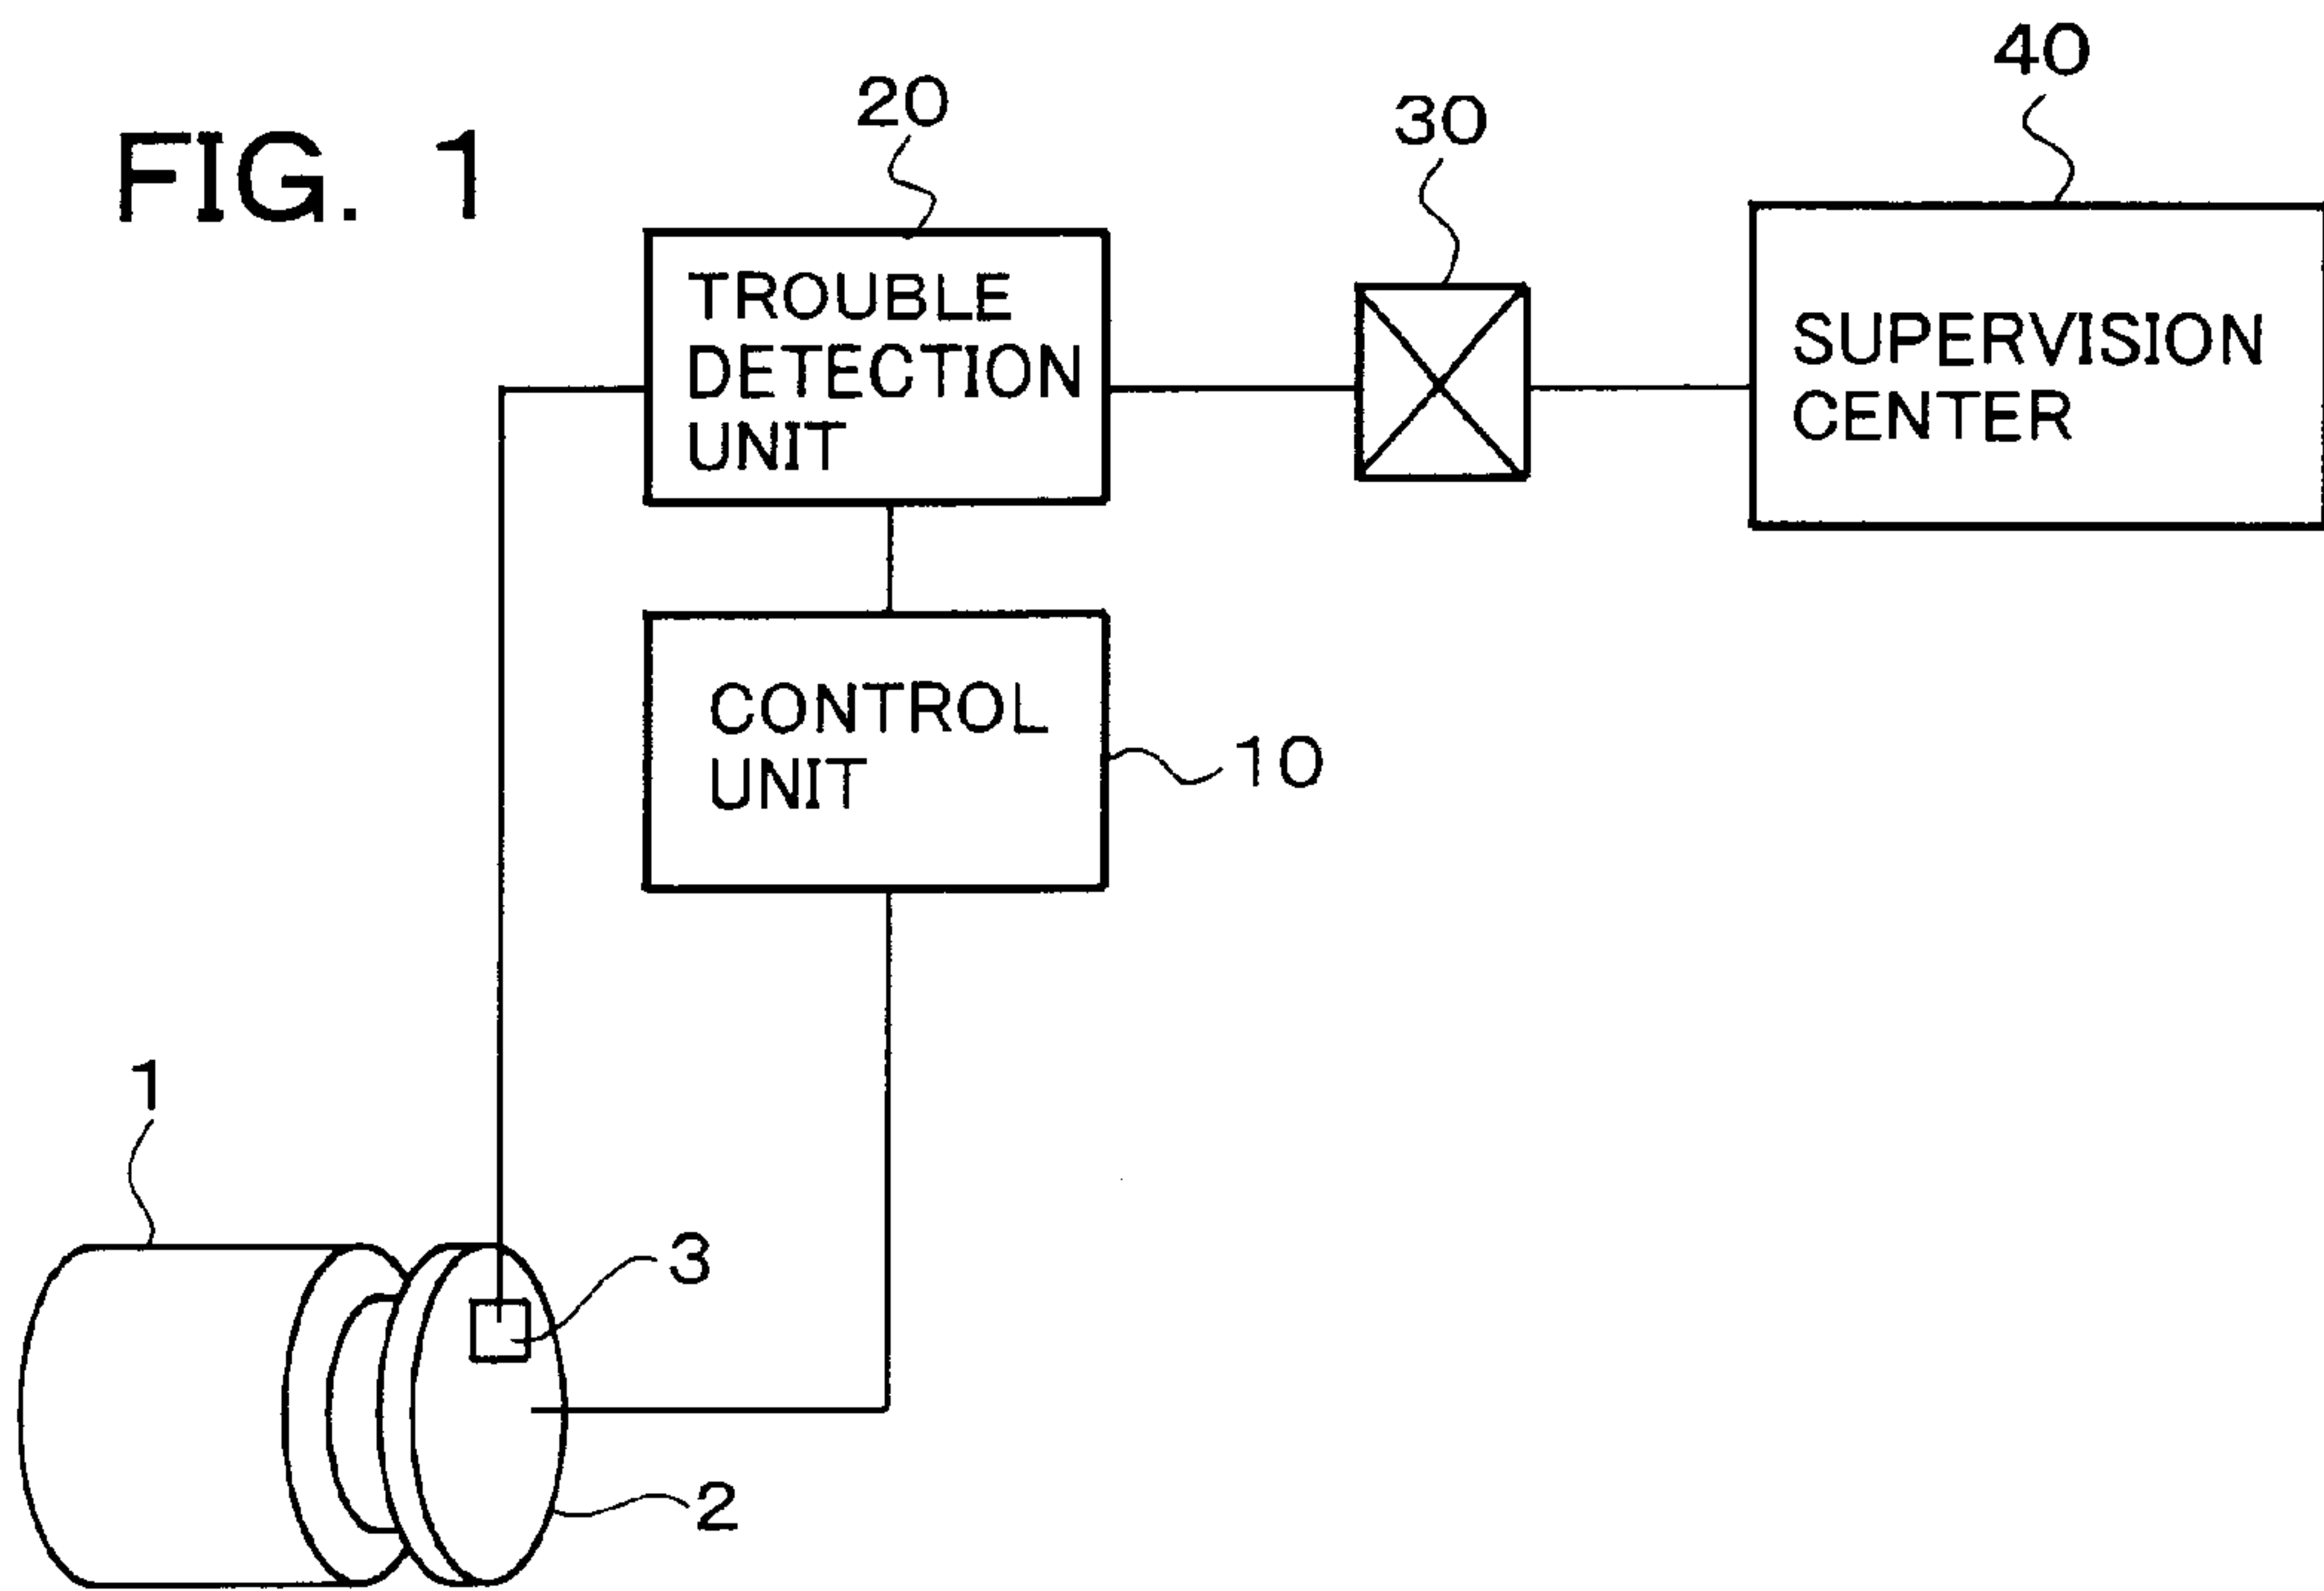 FIG. 1
20
30
40
TROUBLE
DETECTION
UNIT
SUPERVISION
CENTER
CONTROL
UNIT
10
1
3
2